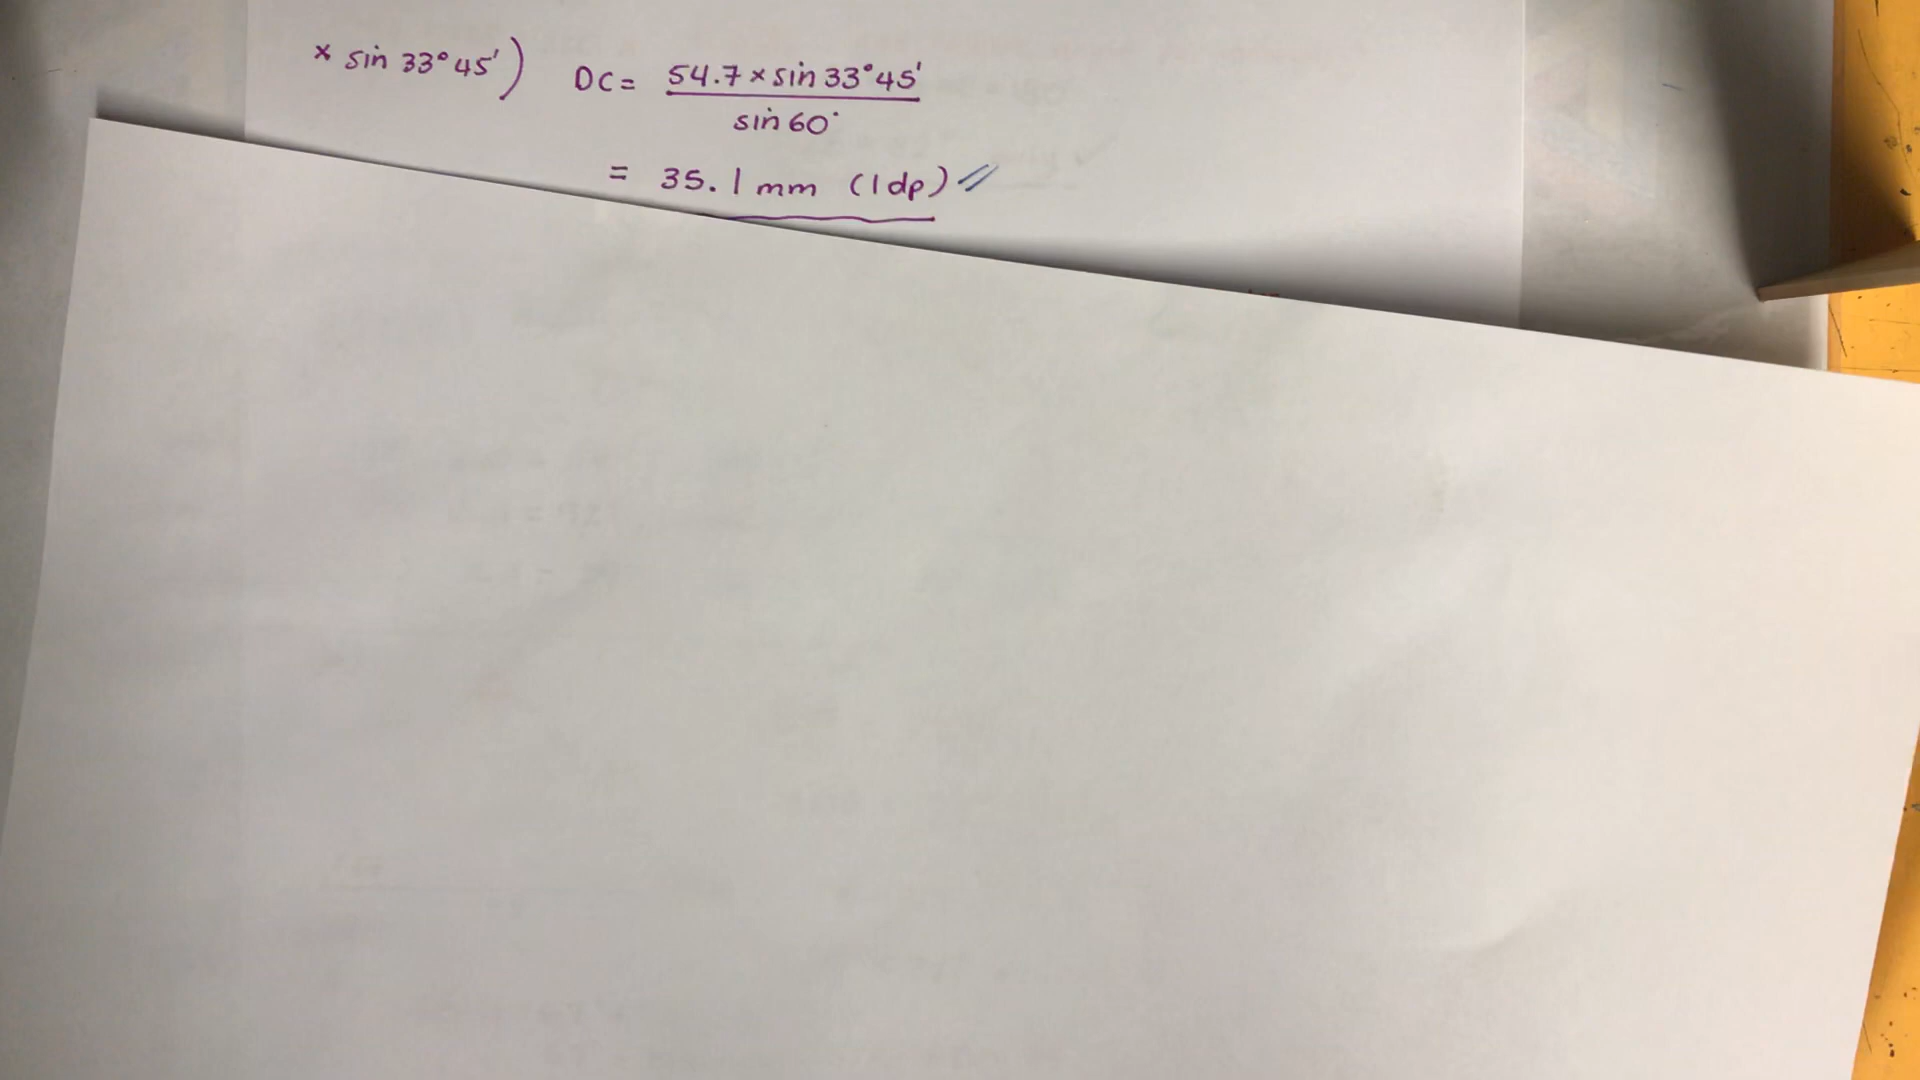 × sin 33°45') DC = 54.7 × sin 33°45'
sin 60°
= 35.1 mm (1dp)